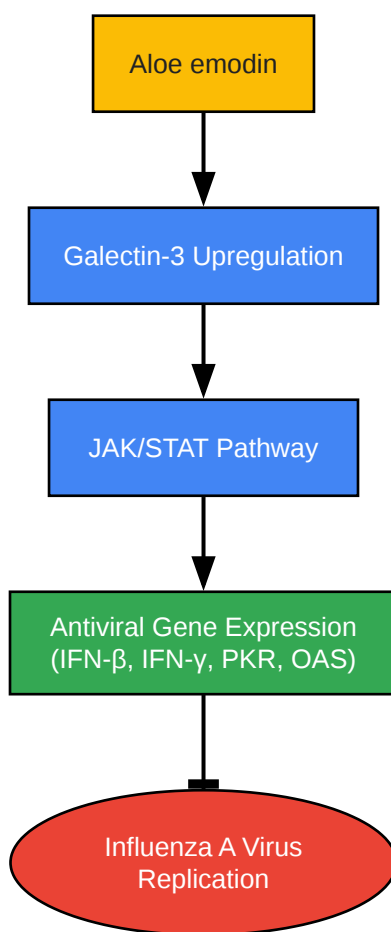 Aloe emodin
Galectin-3 Upregulation
JAK/STAT Pathway
Antiviral Gene Expression
(IFN-β, IFN-γ, PKR, OAS)
Influenza A Virus
Replication